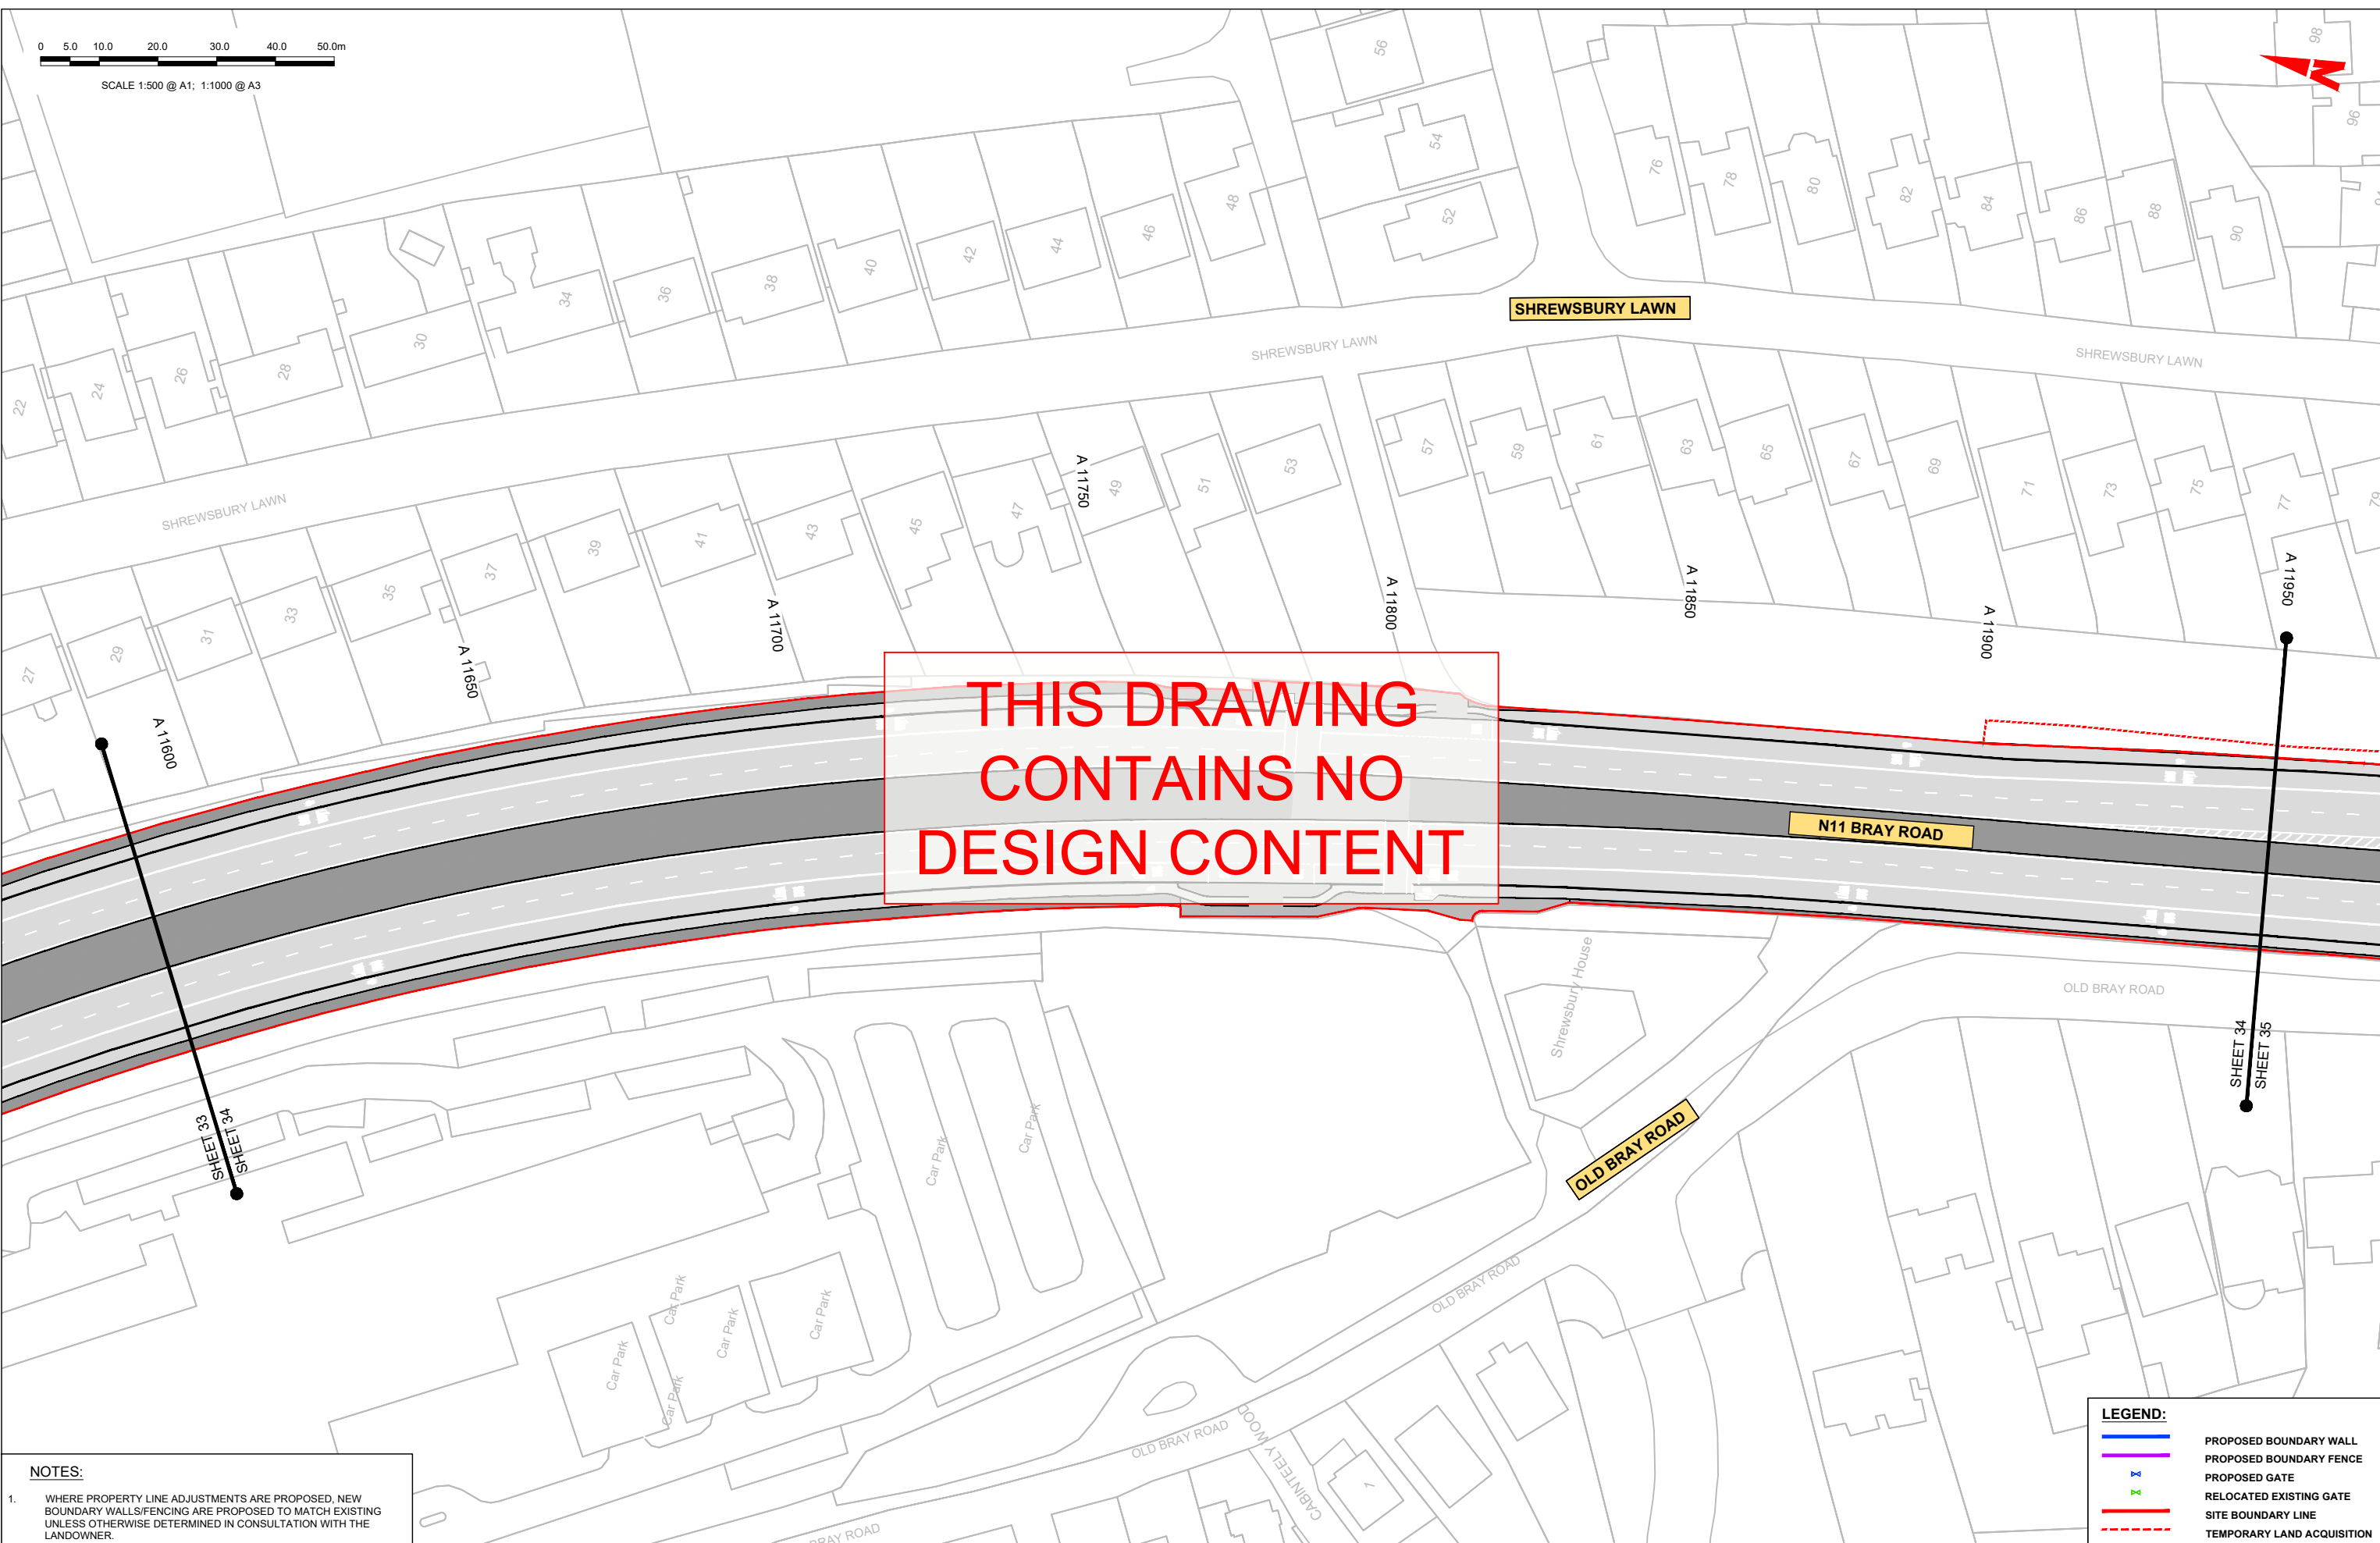 0 5.0 10.0 20.0 30.0 40.0 50.0m
SCALE 1:500 @ A1; 1:1000 @ A3
N
56
54
52
98
96
76
78
80
82
84
86
88
90
22
24
26
28
30
34
36
38
40
42
44
46
48
SHREWSBURY LAWN
SHREWSBURY LAWN
SHREWSBURY LAWN
SHREWSBURY LAWN
27
29
31
33
35
37
39
41
43
45
47
49
51
53
57
59
61
63
65
67
69
71
73
75
77
79
A 11600
A 11650
A 11700
A 11750
A 11800
A 11850
A 11900
A 11950
THIS DRAWING
CONTAINS NO
DESIGN CONTENT
N11 BRAY ROAD
Shrewsbury House
OLD BRAY ROAD
SHEET 33
SHEET 34
SHEET 34
SHEET 35
OLD BRAY ROAD
Car Park
Car Park
Car Park
Car Park
Car Park
Car Park
Car Park
OLD BRAY ROAD
OLD BRAY ROAD
CABINTEELY WOOD
1
BRAY ROAD
NOTES:
1. WHERE PROPERTY LINE ADJUSTMENTS ARE PROPOSED, NEW
BOUNDARY WALLS/FENCING ARE PROPOSED TO MATCH EXISTING
UNLESS OTHERWISE DETERMINED IN CONSULTATION WITH THE
LANDOWNER.
LEGEND:
PROPOSED BOUNDARY WALL
PROPOSED BOUNDARY FENCE
PROPOSED GATE
RELOCATED EXISTING GATE
SITE BOUNDARY LINE
TEMPORARY LAND ACQUISITION